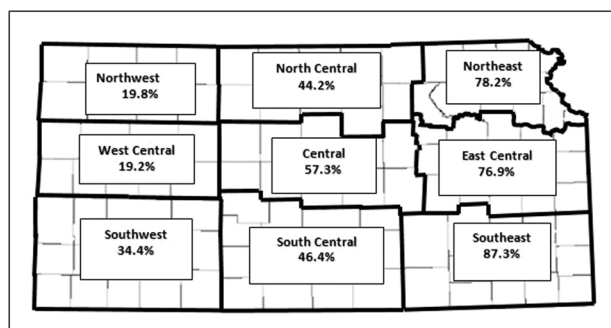 Northwest
19.8%
North Central
44.2%
Northeast
78.2%
West Central
19.2%
Central
57.3%
East Central
76.9%
Southwest
34.4%
South Central
46.4%
Southeast
87.3%